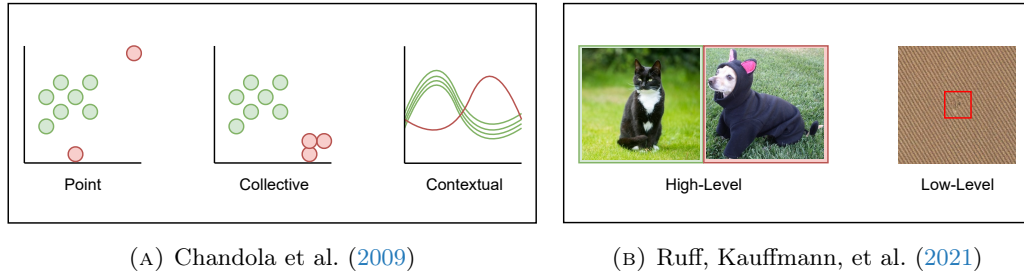 Point
Collective
Contextual
High-Level
Low-Level
(A) Chandola et al. (2009)
(B) Ruff, Kauffmann, et al. (2021)